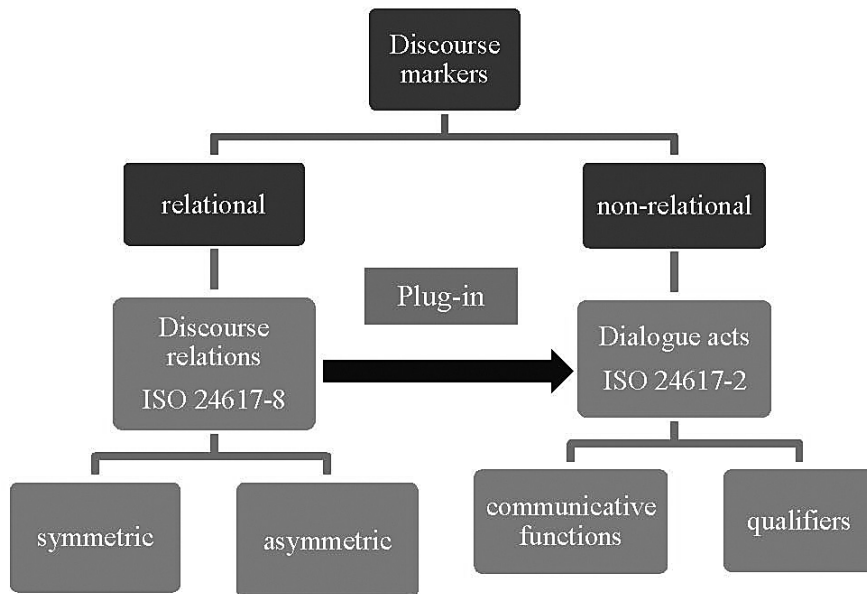 Discourse
markers
relational
non-relational
Plug-in
Discourse
relations
ISO 24617-8
Dialogue acts
ISO 24617-2
symmetric
asymmetric
communicative
functions
qualifiers